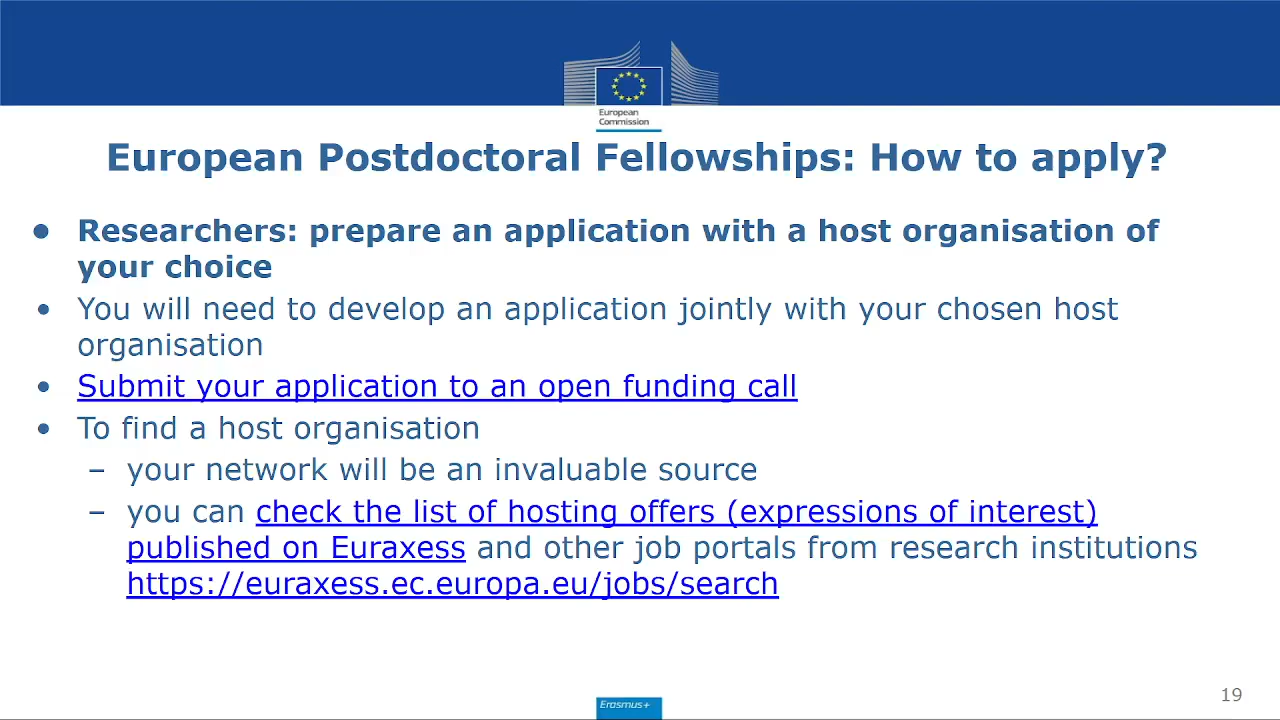 European
Commission
European Postdoctoral Fellowships: How to apply?
• Researchers: prepare an application with a host organisation of
your choice
• You will need to develop an application jointly with your chosen host
organisation
• Submit your application to an open funding call
• To find a host organisation
– your network will be an invaluable source
– you can check the list of hosting offers (expressions of interest)
published on Euraxess and other job portals from research institutions
https://euraxess.ec.europa.eu/jobs/search
19
Erasmus+